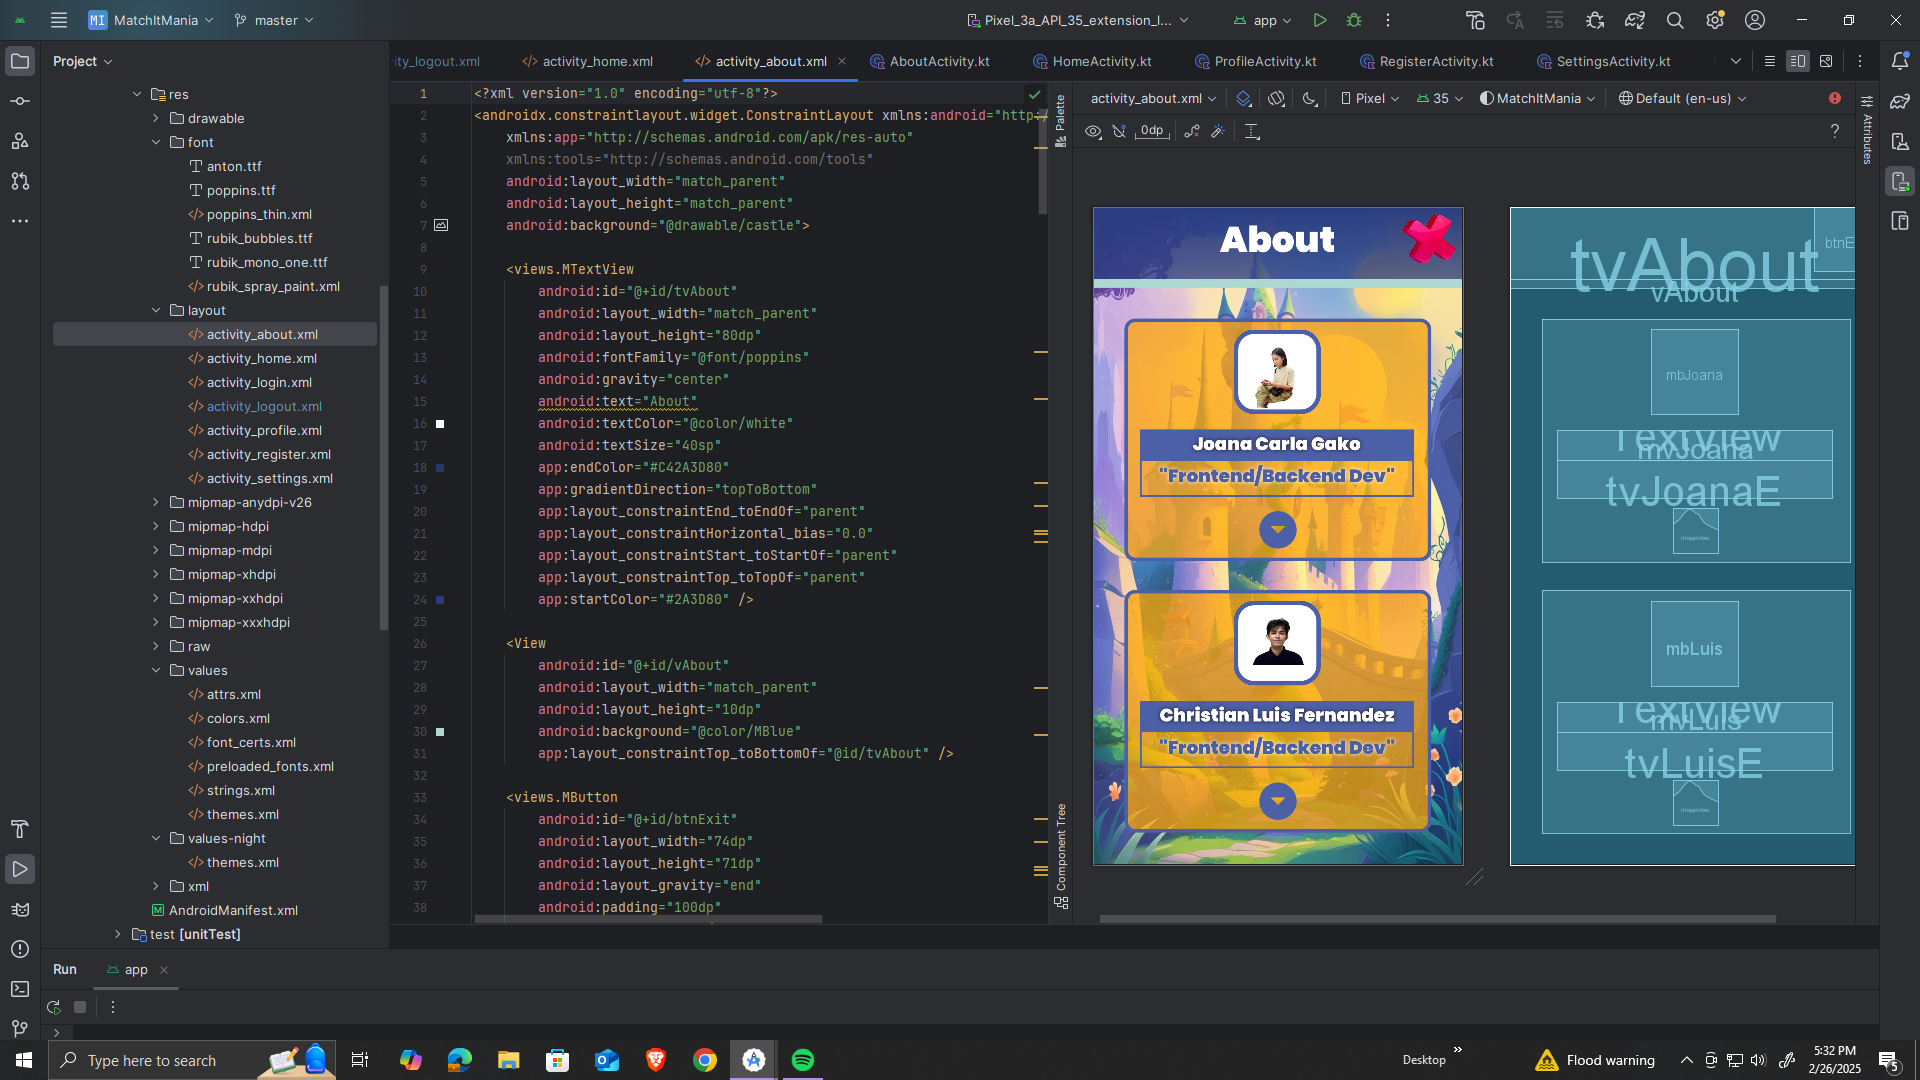 MI MatchItMania
master
Pixel_3a_API_35_extension_l...
app
Project
ity_logout.xml
activity_home.xml
activity_about.xml
AboutActivity.kt
HomeActivity.kt
ProfileActivity.kt
RegisterActivity.kt
SettingsActivity.kt
res
drawable
font
anton.ttf
poppins.ttf
poppins_thin.xml
rubik_bubbles.ttf
rubik_mono_one.ttf
rubik_spray_paint.xml
layout
activity_about.xml
activity_home.xml
activity_login.xml
activity_logout.xml
activity_profile.xml
activity_register.xml
activity_settings.xml
mipmap-anydpi-v26
mipmap-hdpi
mipmap-mdpi
mipmap-xhdpi
mipmap-xxhdpi
mipmap-xxxhdpi
raw
values
attrs.xml
colors.xml
font_certs.xml
preloaded_fonts.xml
strings.xml
themes.xml
values-night
themes.xml
xml
AndroidManifest.xml
test [unitTest]
1 <?xml version="1.0" encoding="utf-8"?>
2 <androidx.constraintlayout.widget.ConstraintLayout xmlns:android="http:/
3 xmlns:app="http://schemas.android.com/apk/res-auto"
4 xmlns:tools="http://schemas.android.com/tools"
5 android:layout_width="match_parent"
6 android:layout_height="match_parent"
7 android:background="@drawable/castle">
8
9 <views.MTextView
10 android:id="@+id/tvAbout"
11 android:layout_width="match_parent"
12 android:layout_height="80dp"
13 android:fontFamily="@font/poppins"
14 android:gravity="center"
15 android:text="About"
16 android:textColor="@color/white"
17 android:textSize="40sp"
18 app:endColor="#C42A3D80"
19 app:gradientDirection="topToBottom"
20 app:layout_constraintEnd_toEndOf="parent"
21 app:layout_constraintHorizontal_bias="0.0"
22 app:layout_constraintStart_toStartOf="parent"
23 app:layout_constraintTop_toTopOf="parent"
24 app:startColor="#2A3D80" />
25
26 <View
27 android:id="@+id/vAbout"
28 android:layout_width="match_parent"
29 android:layout_height="10dp"
30 android:background="@color/MBlue"
31 app:layout_constraintTop_toBottomOf="@id/tvAbout" />
32
33 <views.MButton
34 android:id="@+id/btnExit"
35 android:layout_width="74dp"
36 android:layout_height="71dp"
37 android:layout_gravity="end"
38 android:padding="100dp"
Palette
Component Tree
activity_about.xml
Pixel
35
MatchItMania
Default (en-us)
0dp
?
Attributes
About
Joana Carla Gako
"Frontend/Backend Dev"
Christian Luis Fernandez
"Frontend/Backend Dev"
btnE
tvAbout
vAbout
mbJoana
TextView
mvJoana
tvJoanaE
ImageView
mbLuis
TextView
mvLuis
tvLuisE
ImageView
Run
app
Type here to search
Desktop
Flood warning
5:32 PM
2/26/2025
5